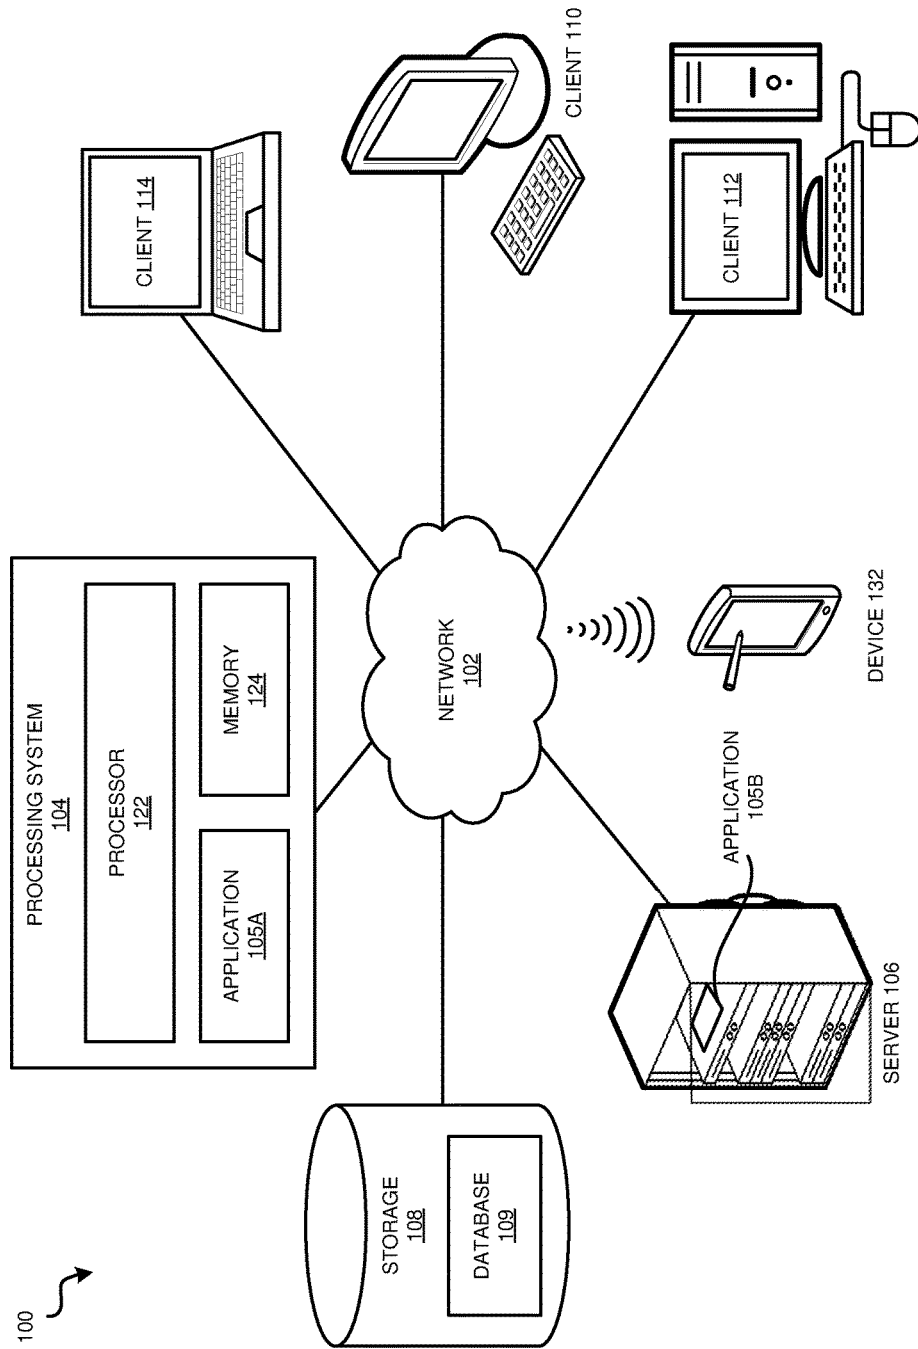 100
PROCESSING SYSTEM
104
PROCESSOR
122
APPLICATION
105A
MEMORY
124
CLIENT 114
STORAGE
108
DATABASE
109
NETWORK
102
CLIENT 110
SERVER 106
APPLICATION
105B
DEVICE 132
CLIENT 112